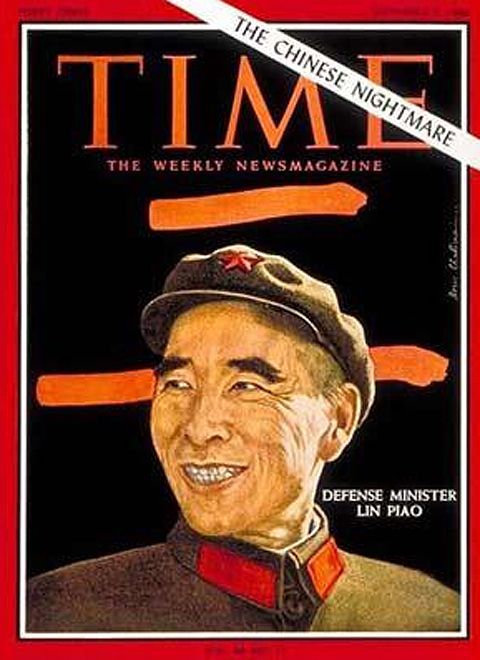 THE CHINESE NIGHTMARE
TIME
THE WEEKLY NEWSMAGAZINE
DEFENSE MINISTER
LIN PIAO